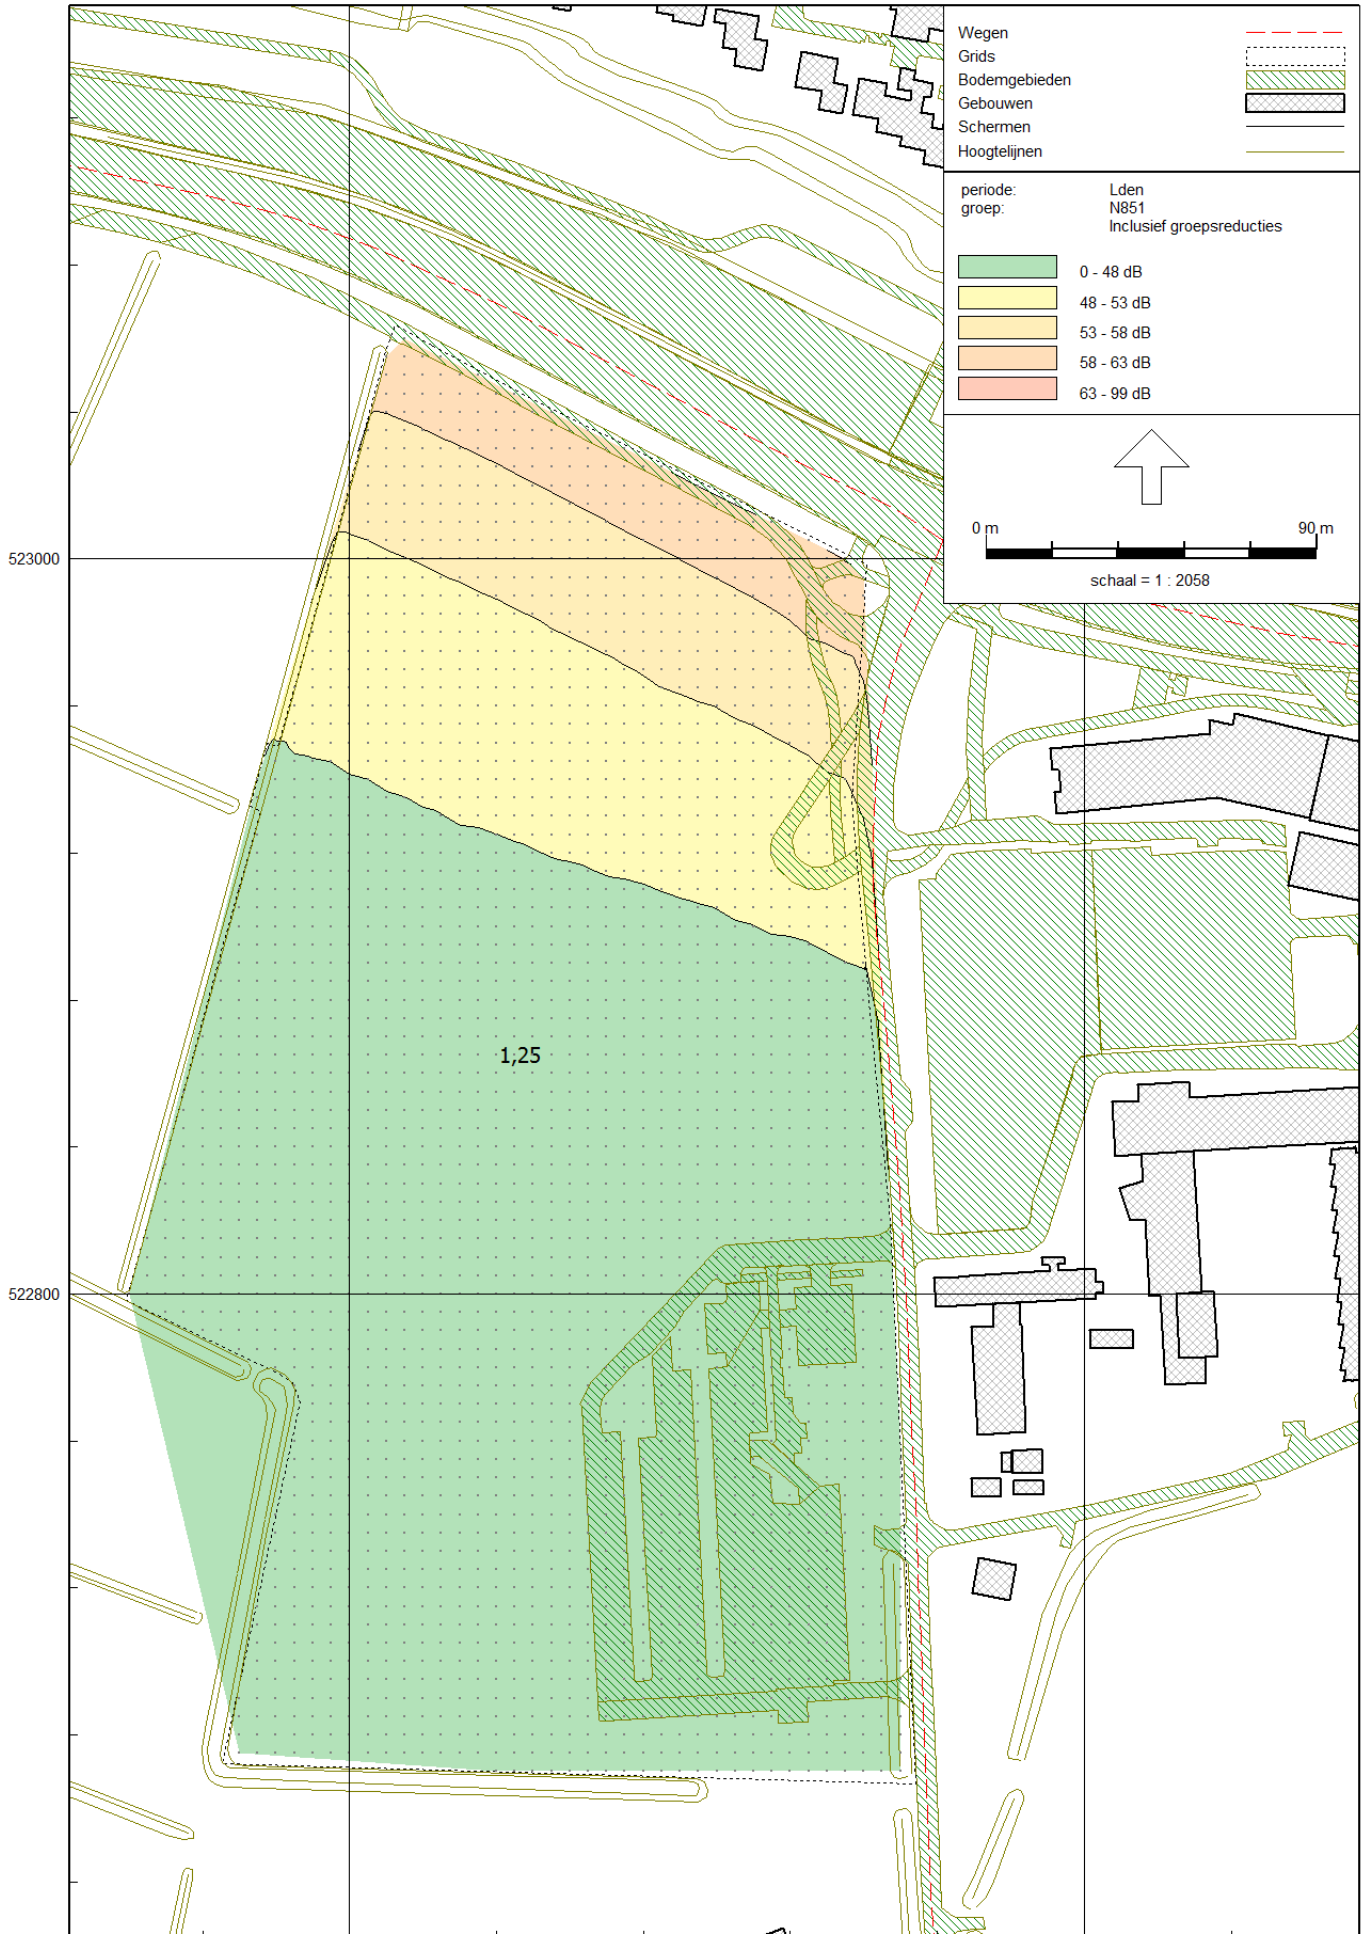 Wegen
Grids
Bodemgebieden
Gebouwen
Schermen
Hoogtelijnen
periode: Lden
groep: N851
Inclusief groepsreducties
0 - 48 dB
48 - 53 dB
53 - 58 dB
58 - 63 dB
63 - 99 dB
0 m 90 m
schaal = 1 : 2058
523000
1,25
522800